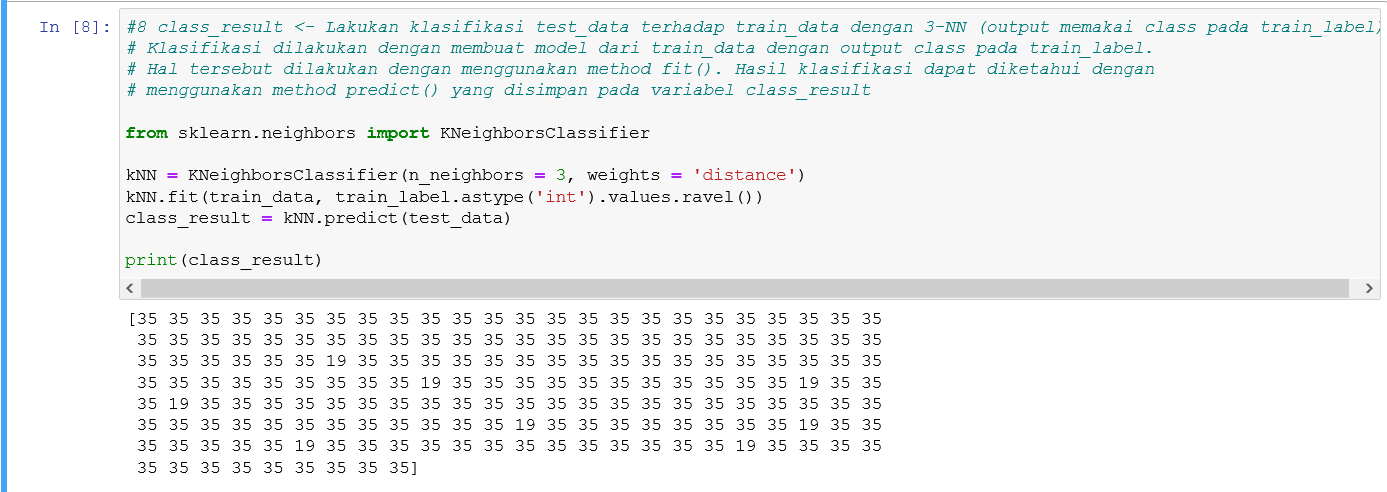 In [8]: #8 class_result <- Lakukan klasifikasi test_data terhadap train_data dengan 3-NN (output memakai class pada train_label)
# Klasifikasi dilakukan dengan membuat model dari train_data dengan output class pada train_label.
# Hal tersebut dilakukan dengan menggunakan method fit(). Hasil klasifikasi dapat diketahui dengan
# menggunakan method predict() yang disimpan pada variabel class_result
from sklearn.neighbors import KNeighborsClassifier
kNN = KNeighborsClassifier(n_neighbors = 3, weights = 'distance')
kNN.fit(train_data, train_label.astype('int').values.ravel())
class_result = kNN.predict(test_data)
print(class_result)
[35 35 35 35 35 35 35 35 35 35 35 35 35 35 35 35 35 35 35 35 35 35 35 35
35 35 35 35 35 35 35 35 35 35 35 35 35 35 35 35 35 35 35 35 35 35 35 35
35 35 35 35 35 35 19 35 35 35 35 35 35 35 35 35 35 35 35 35 35 35 35 35
35 35 35 35 35 35 35 35 35 19 35 35 35 35 35 35 35 35 35 35 35 19 35 35
35 19 35 35 35 35 35 35 35 35 35 35 35 35 35 35 35 35 35 35 35 35 35 35
35 35 35 35 35 35 35 35 35 35 35 35 19 35 35 35 35 35 35 35 35 19 35 35
35 35 35 35 35 19 35 35 35 35 35 35 35 35 35 35 35 35 35 19 35 35 35 35
35 35 35 35 35 35 35 35 35]